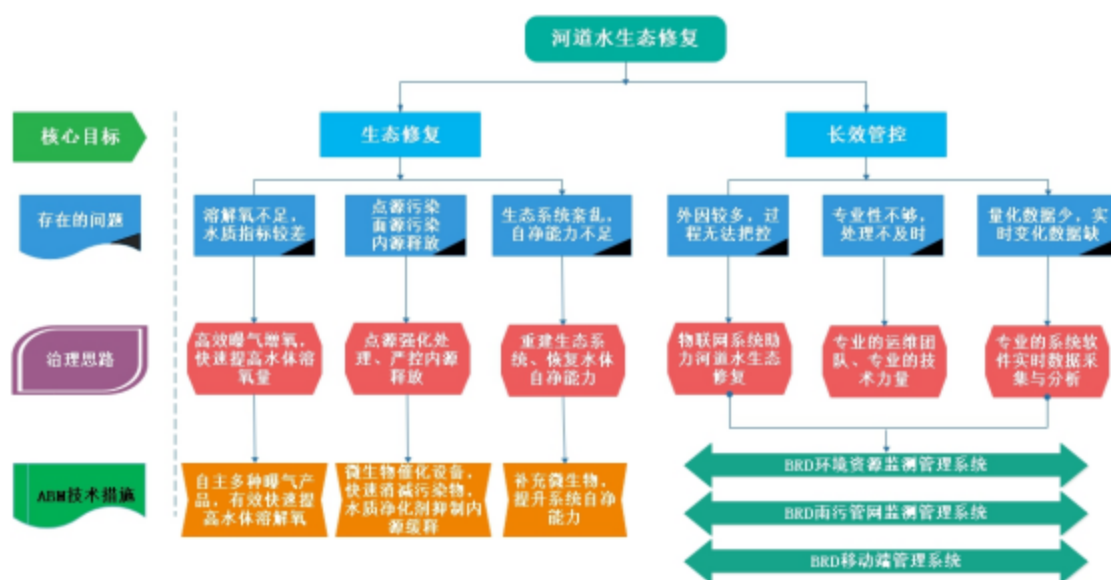 河道水生态修复
核心目标
生态修复
长效管控
存在的问题
溶解氧不足，
水质指标较差
点源污染
面源污染
内源释放
生态系统紊乱，
自净能力不足
外因较多，过
程无法把控
专业性不够，
处理不及时
量化数据少，实
时变化数据缺
治理思路
高效曝气增氧，
快速提高水体溶
氧量
点源强化处
理、严控内源
释放
重建生态系
统、恢复水体
自净能力
物联网系统助
力河道水生态
修复
专业的运维团
队、专业的技
术力量
专业的系统软
件实时数据采
集与分析
ABM技术措施
自主多种曝气产
品，有效快速提
高水体溶解氧
微生物催化设备，
快速消减污染物，
水质净化剂抑制内
源缓释
补充微生物，
提升系统自净
能力
BRD环境资源监测管理系统
BRD雨污管网监测管理系统
BRD移动端管理系统